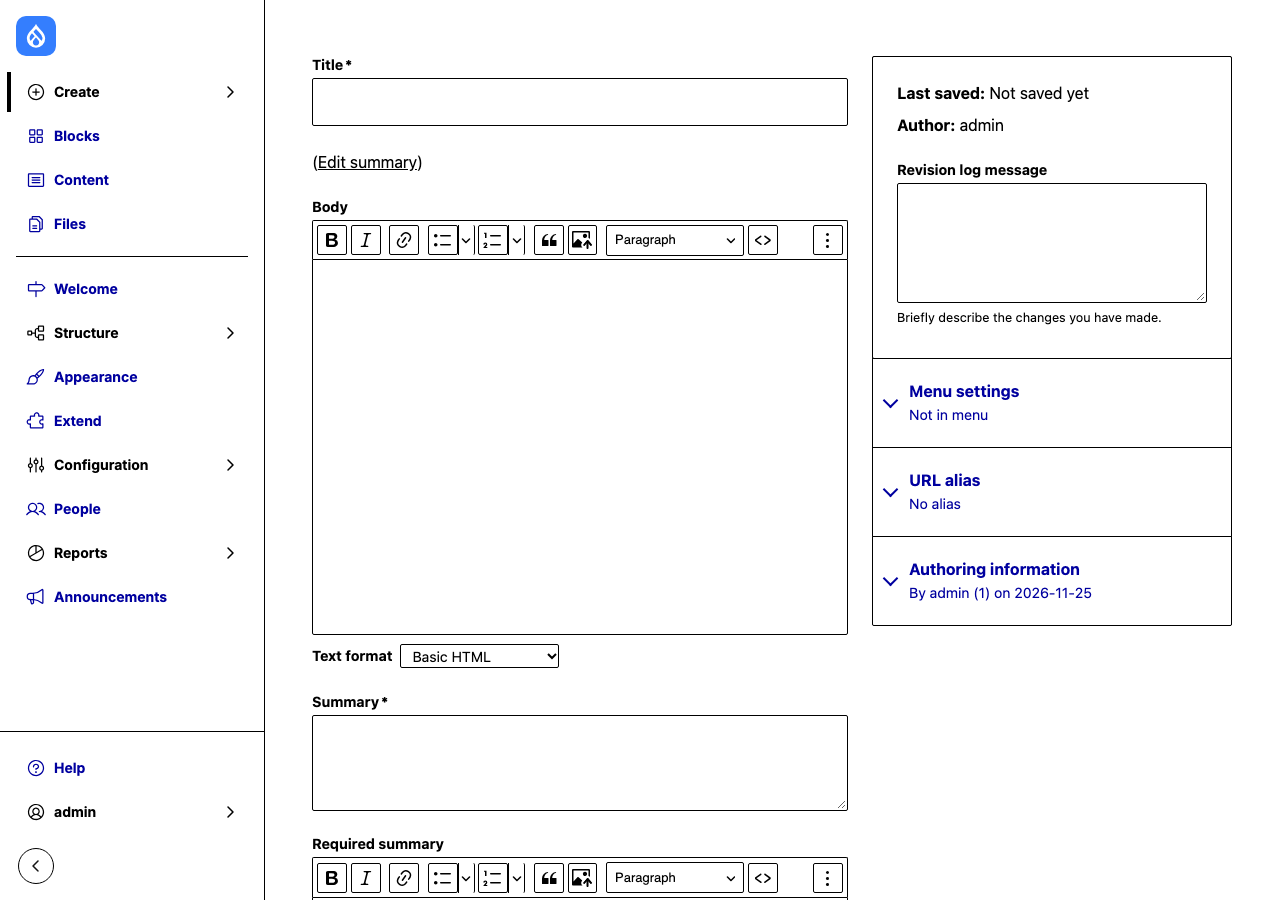 Create
Blocks
Content
Files
Welcome
Structure
Appearance
Extend
Configuration
People
Reports
Announcements
Help
admin
Title*
(Edit summary)
Body
B I Paragraph
Text format Basic HTML
Summary*
Required summary
B I Paragraph
Last saved: Not saved yet
Author: admin
Revision log message
Briefly describe the changes you have made.
Menu settings
Not in menu
URL alias
No alias
Authoring information
By admin (1) on 2026-11-25